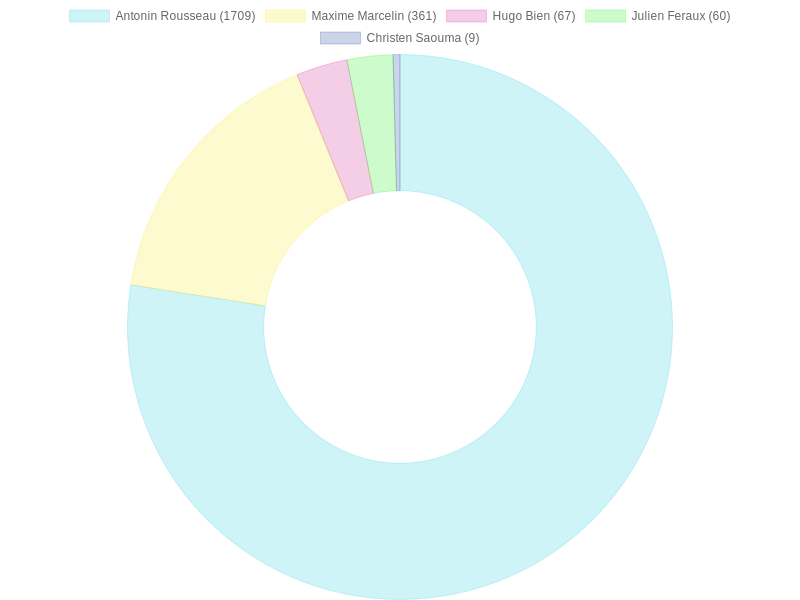 Antonin Rousseau (1709) Maxime Marcelin (361) Hugo Bien (67) Julien Feraux (60)
Christen Saouma (9)